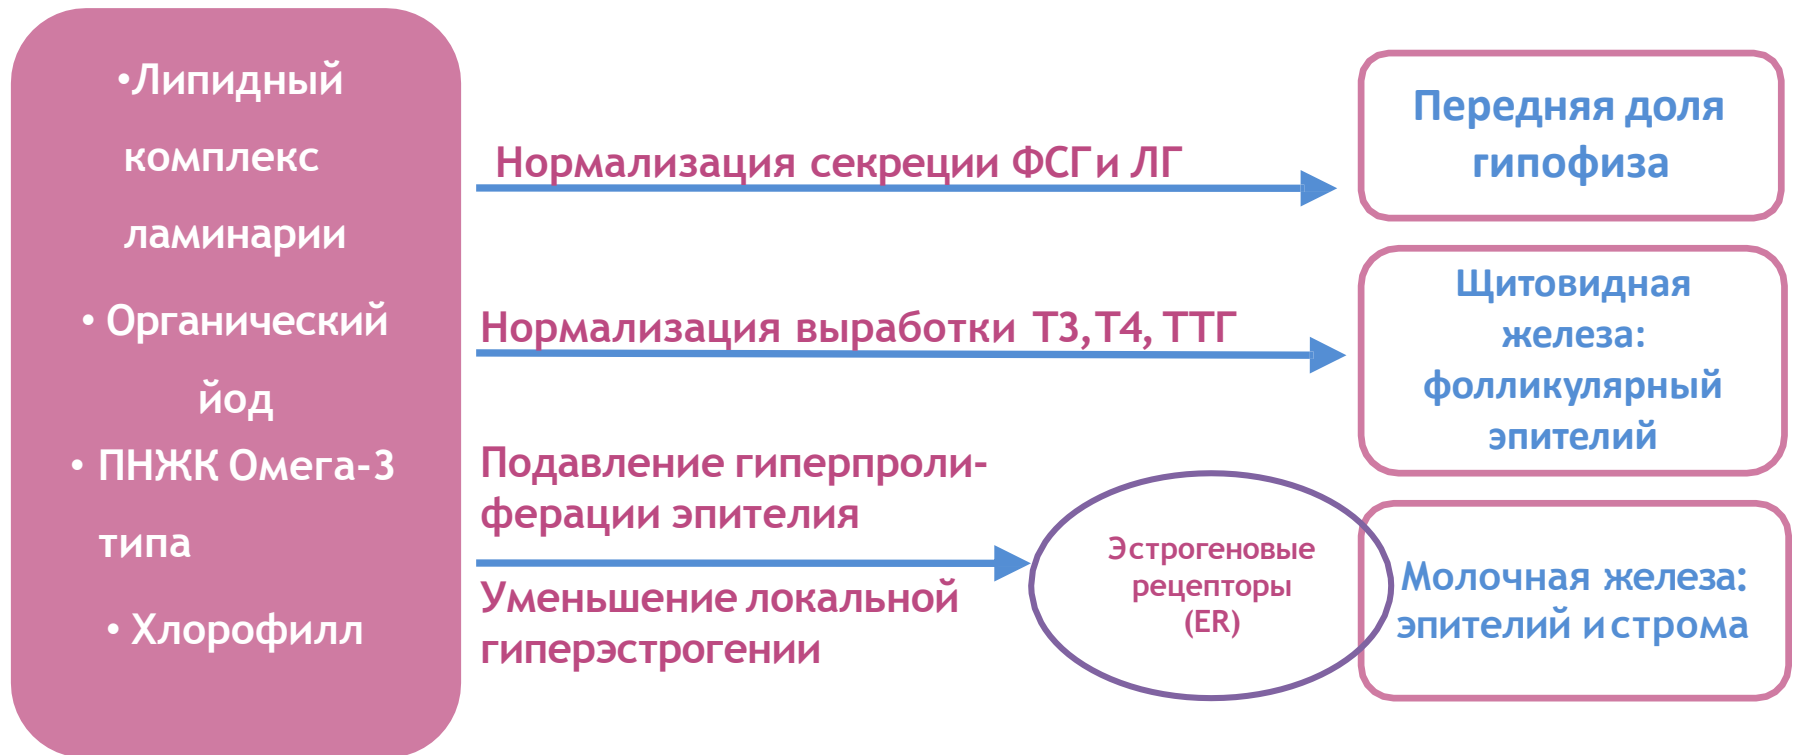 •Липидный
комплекс
ламинарии
• Органический
йод
• ПНЖК Омега-3
типа
• Хлорофилл
Нормализация секреции ФСГ и ЛГ
Нормализация выработки Т3, Т4, ТТГ
Подавление гиперпроли-
ферации эпителия
Уменьшение локальной
гиперэстрогении
Эстрогеновые
рецепторы
(ER)
Передняя доля
гипофиза
Щитовидная
железа:
фолликулярный
эпителий
Молочная железа:
эпителий и строма